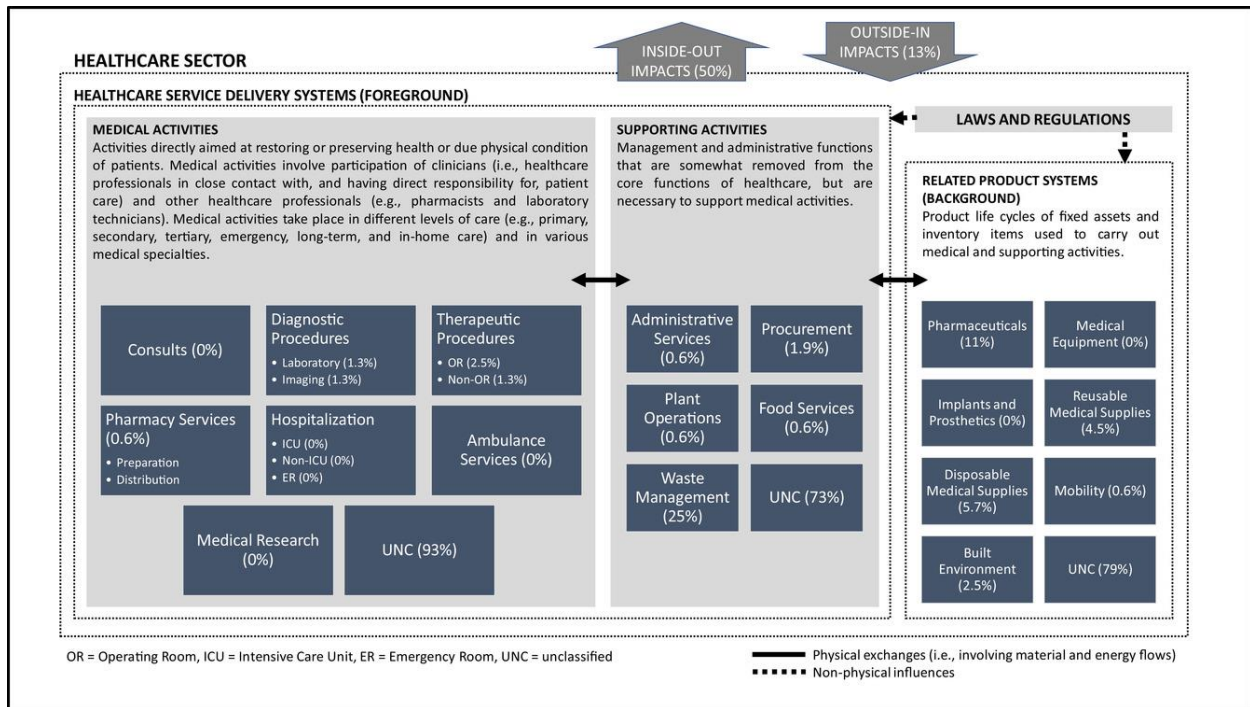 INSIDE-OUT
IMPACTS (50%)
OUTSIDE-IN
IMPACTS (13%)
HEALTHCARE SECTOR
HEALTHCARE SERVICE DELIVERY SYSTEMS (FOREGROUND)
MEDICAL ACTIVITIES
Activities directly aimed at restoring or preserving health or due physical condition
of patients. Medical activities involve participation of clinicians (i.e., healthcare
professionals in close contact with, and having direct responsibility for, patient
care) and other healthcare professionals (e.g., pharmacists and laboratory
technicians). Medical activities take place in different levels of care (e.g., primary,
secondary, tertiary, emergency, long-term, and in-home care) and in various
medical specialties.
Consults (0%)
Diagnostic
Procedures
• Laboratory (1.3%)
• Imaging (1.3%)
Therapeutic
Procedures
• OR (2.5%)
• Non-OR (1.3%)
Pharmacy Services
(0.6%)
• Preparation
• Distribution
Hospitalization
• ICU (0%)
• Non-ICU (0%)
• ER (0%)
Ambulance
Services (0%)
Medical Research
(0%)
UNC (93%)
SUPPORTING ACTIVITIES
Management and administrative functions
that are somewhat removed from the
core functions of healthcare, but are
necessary to support medical activities.
Administrative
Services
(0.6%)
Procurement
(1.9%)
Plant
Operations
(0.6%)
Food Services
(0.6%)
Waste
Management
(25%)
UNC (73%)
LAWS AND REGULATIONS
RELATED PRODUCT SYSTEMS
(BACKGROUND)
Product life cycles of fixed assets and
inventory items used to carry out
medical and supporting activities.
Pharmaceuticals
(11%)
Medical
Equipment (0%)
Implants and
Prosthetics (0%)
Reusable
Medical Supplies
(4.5%)
Disposable
Medical Supplies
(5.7%)
Mobility (0.6%)
Built
Environment
(2.5%)
UNC (79%)
OR = Operating Room, ICU = Intensive Care Unit, ER = Emergency Room, UNC = unclassified
Physical exchanges (i.e., involving material and energy flows)
Non-physical influences